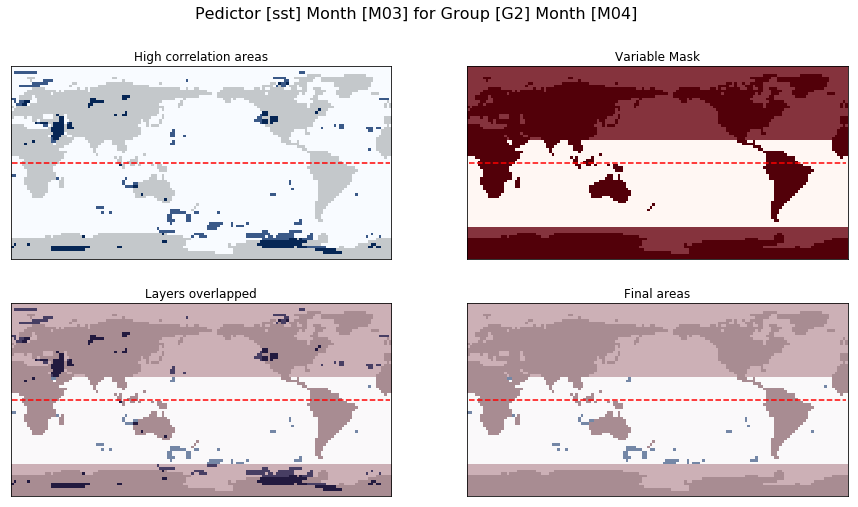 Pedictor [sst] Month [M03] for Group [G2] Month [M04]
High correlation areas
Variable Mask
Layers overlapped
Final areas